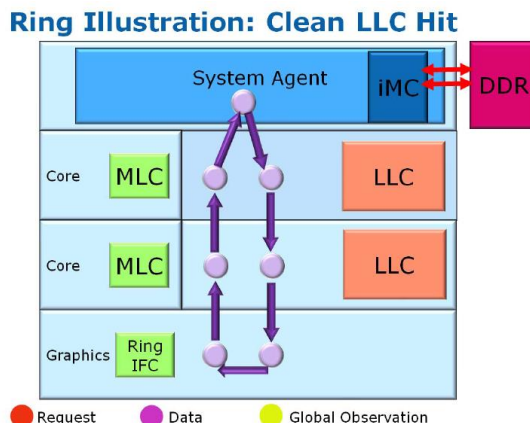 Ring Illustration: Clean LLC Hit
System Agent
iMC
DDR
Core
MLC
LLC
Core
MLC
LLC
Graphics
Ring
IFC
Request
Data
Global Observation